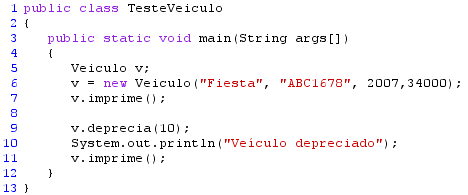 1 public class TesteVeiculo
2 {
3    public static void main(String args[])
4    {
5       Veiculo v;
6       v = new Veiculo("Fiesta", "ABC1678", 2007,34000);
7       v.imprime();
8
9       v.deprecia(10);
10       System.out.println("Veículo depreciado");
11       v.imprime();
12    }
13 }